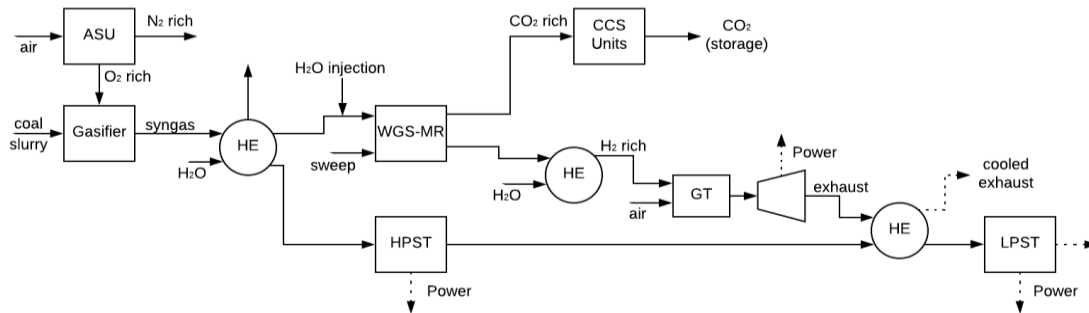 ASU
N₂ rich
air
O₂ rich
coal
slurry
Gasifier
syngas
HE
H₂O
H₂O injection
sweep
WGS-MR
CO₂ rich
CCS
Units
CO₂
(storage)
H₂O
HE
H₂ rich
air
GT
Power
exhaust
HE
cooled
exhaust
HPST
Power
LPST
Power